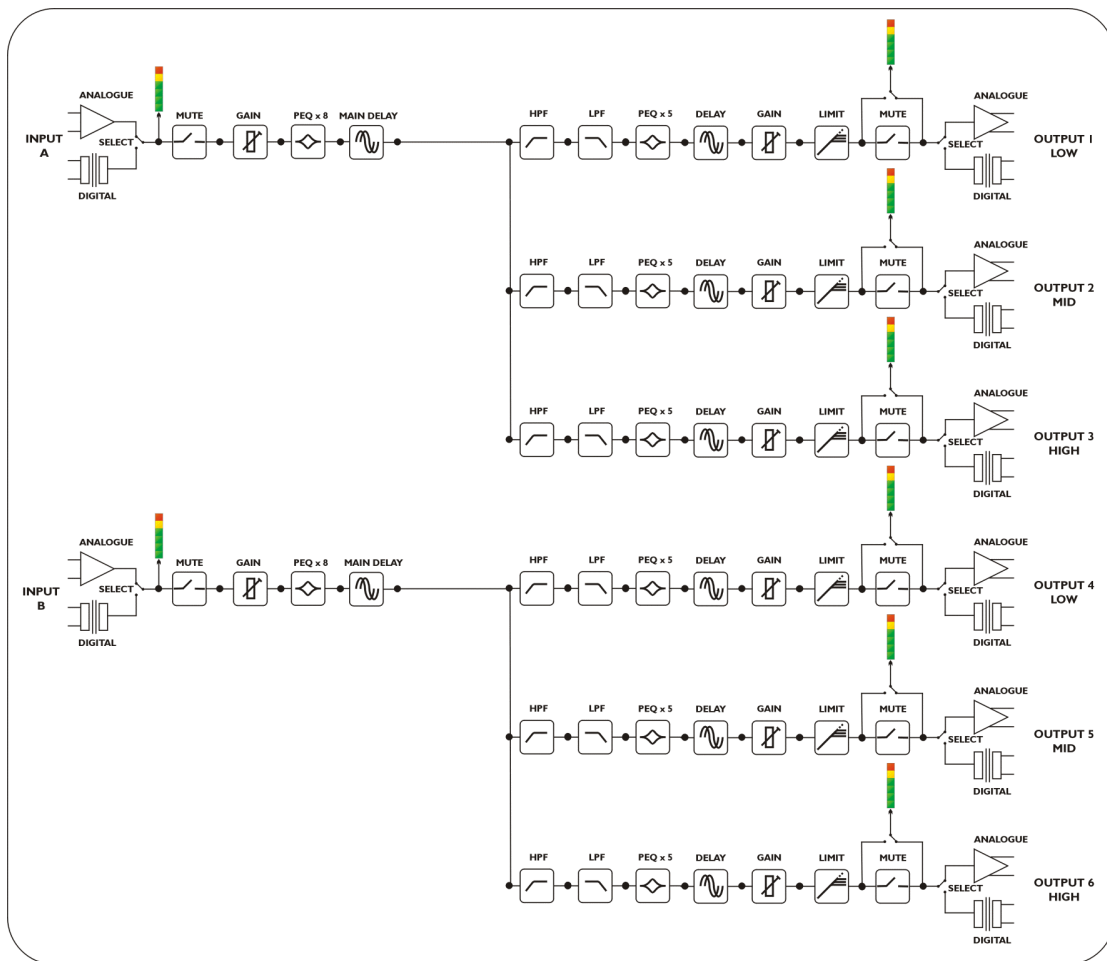 ANALOGUE
INPUT
A
SELECT
MUTE
GAIN
PEQ x 8
MAIN DELAY
DIGITAL
HPF
LPF
PEQ x 5
DELAY
GAIN
LIMIT
MUTE
ANALOGUE
SELECT
DIGITAL
OUTPUT 1
LOW
HPF
LPF
PEQ x 5
DELAY
GAIN
LIMIT
MUTE
ANALOGUE
SELECT
DIGITAL
OUTPUT 2
MID
HPF
LPF
PEQ x 5
DELAY
GAIN
LIMIT
MUTE
ANALOGUE
SELECT
DIGITAL
OUTPUT 3
HIGH
ANALOGUE
INPUT
B
SELECT
MUTE
GAIN
PEQ x 8
MAIN DELAY
DIGITAL
HPF
LPF
PEQ x 5
DELAY
GAIN
LIMIT
MUTE
ANALOGUE
SELECT
DIGITAL
OUTPUT 4
LOW
HPF
LPF
PEQ x 5
DELAY
GAIN
LIMIT
MUTE
ANALOGUE
SELECT
DIGITAL
OUTPUT 5
MID
HPF
LPF
PEQ x 5
DELAY
GAIN
LIMIT
MUTE
ANALOGUE
SELECT
DIGITAL
OUTPUT 6
HIGH